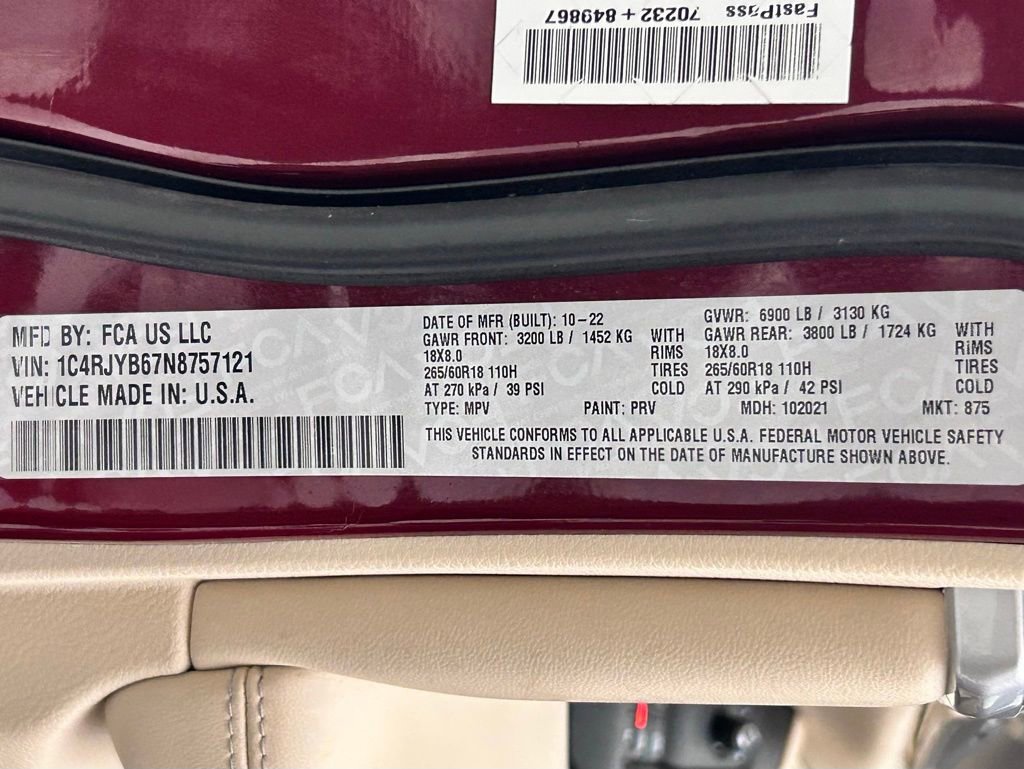 FastPass 70232 + 849867
MFD BY: FCA US LLC
VIN: 1C4RJYB67N8757121
VEHICLE MADE IN: U.S.A.
DATE OF MFR (BUILT): 10-22
GAWR FRONT: 3200 LB / 1452 KG WITH
18X8.0 RIMS
265/60R18 110H TIRES
AT 270 kPa / 39 PSI COLD
GVWR: 6900 LB / 3130 KG
GAWR REAR: 3800 LB / 1724 KG WITH
18X8.0 RIMS
265/60R18 110H TIRES
AT 290 kPa / 42 PSI COLD
TYPE: MPV PAINT: PRV MDH: 102021 MKT: 875
THIS VEHICLE CONFORMS TO ALL APPLICABLE U.S.A. FEDERAL MOTOR VEHICLE SAFETY
STANDARDS IN EFFECT ON THE DATE OF MANUFACTURE SHOWN ABOVE.